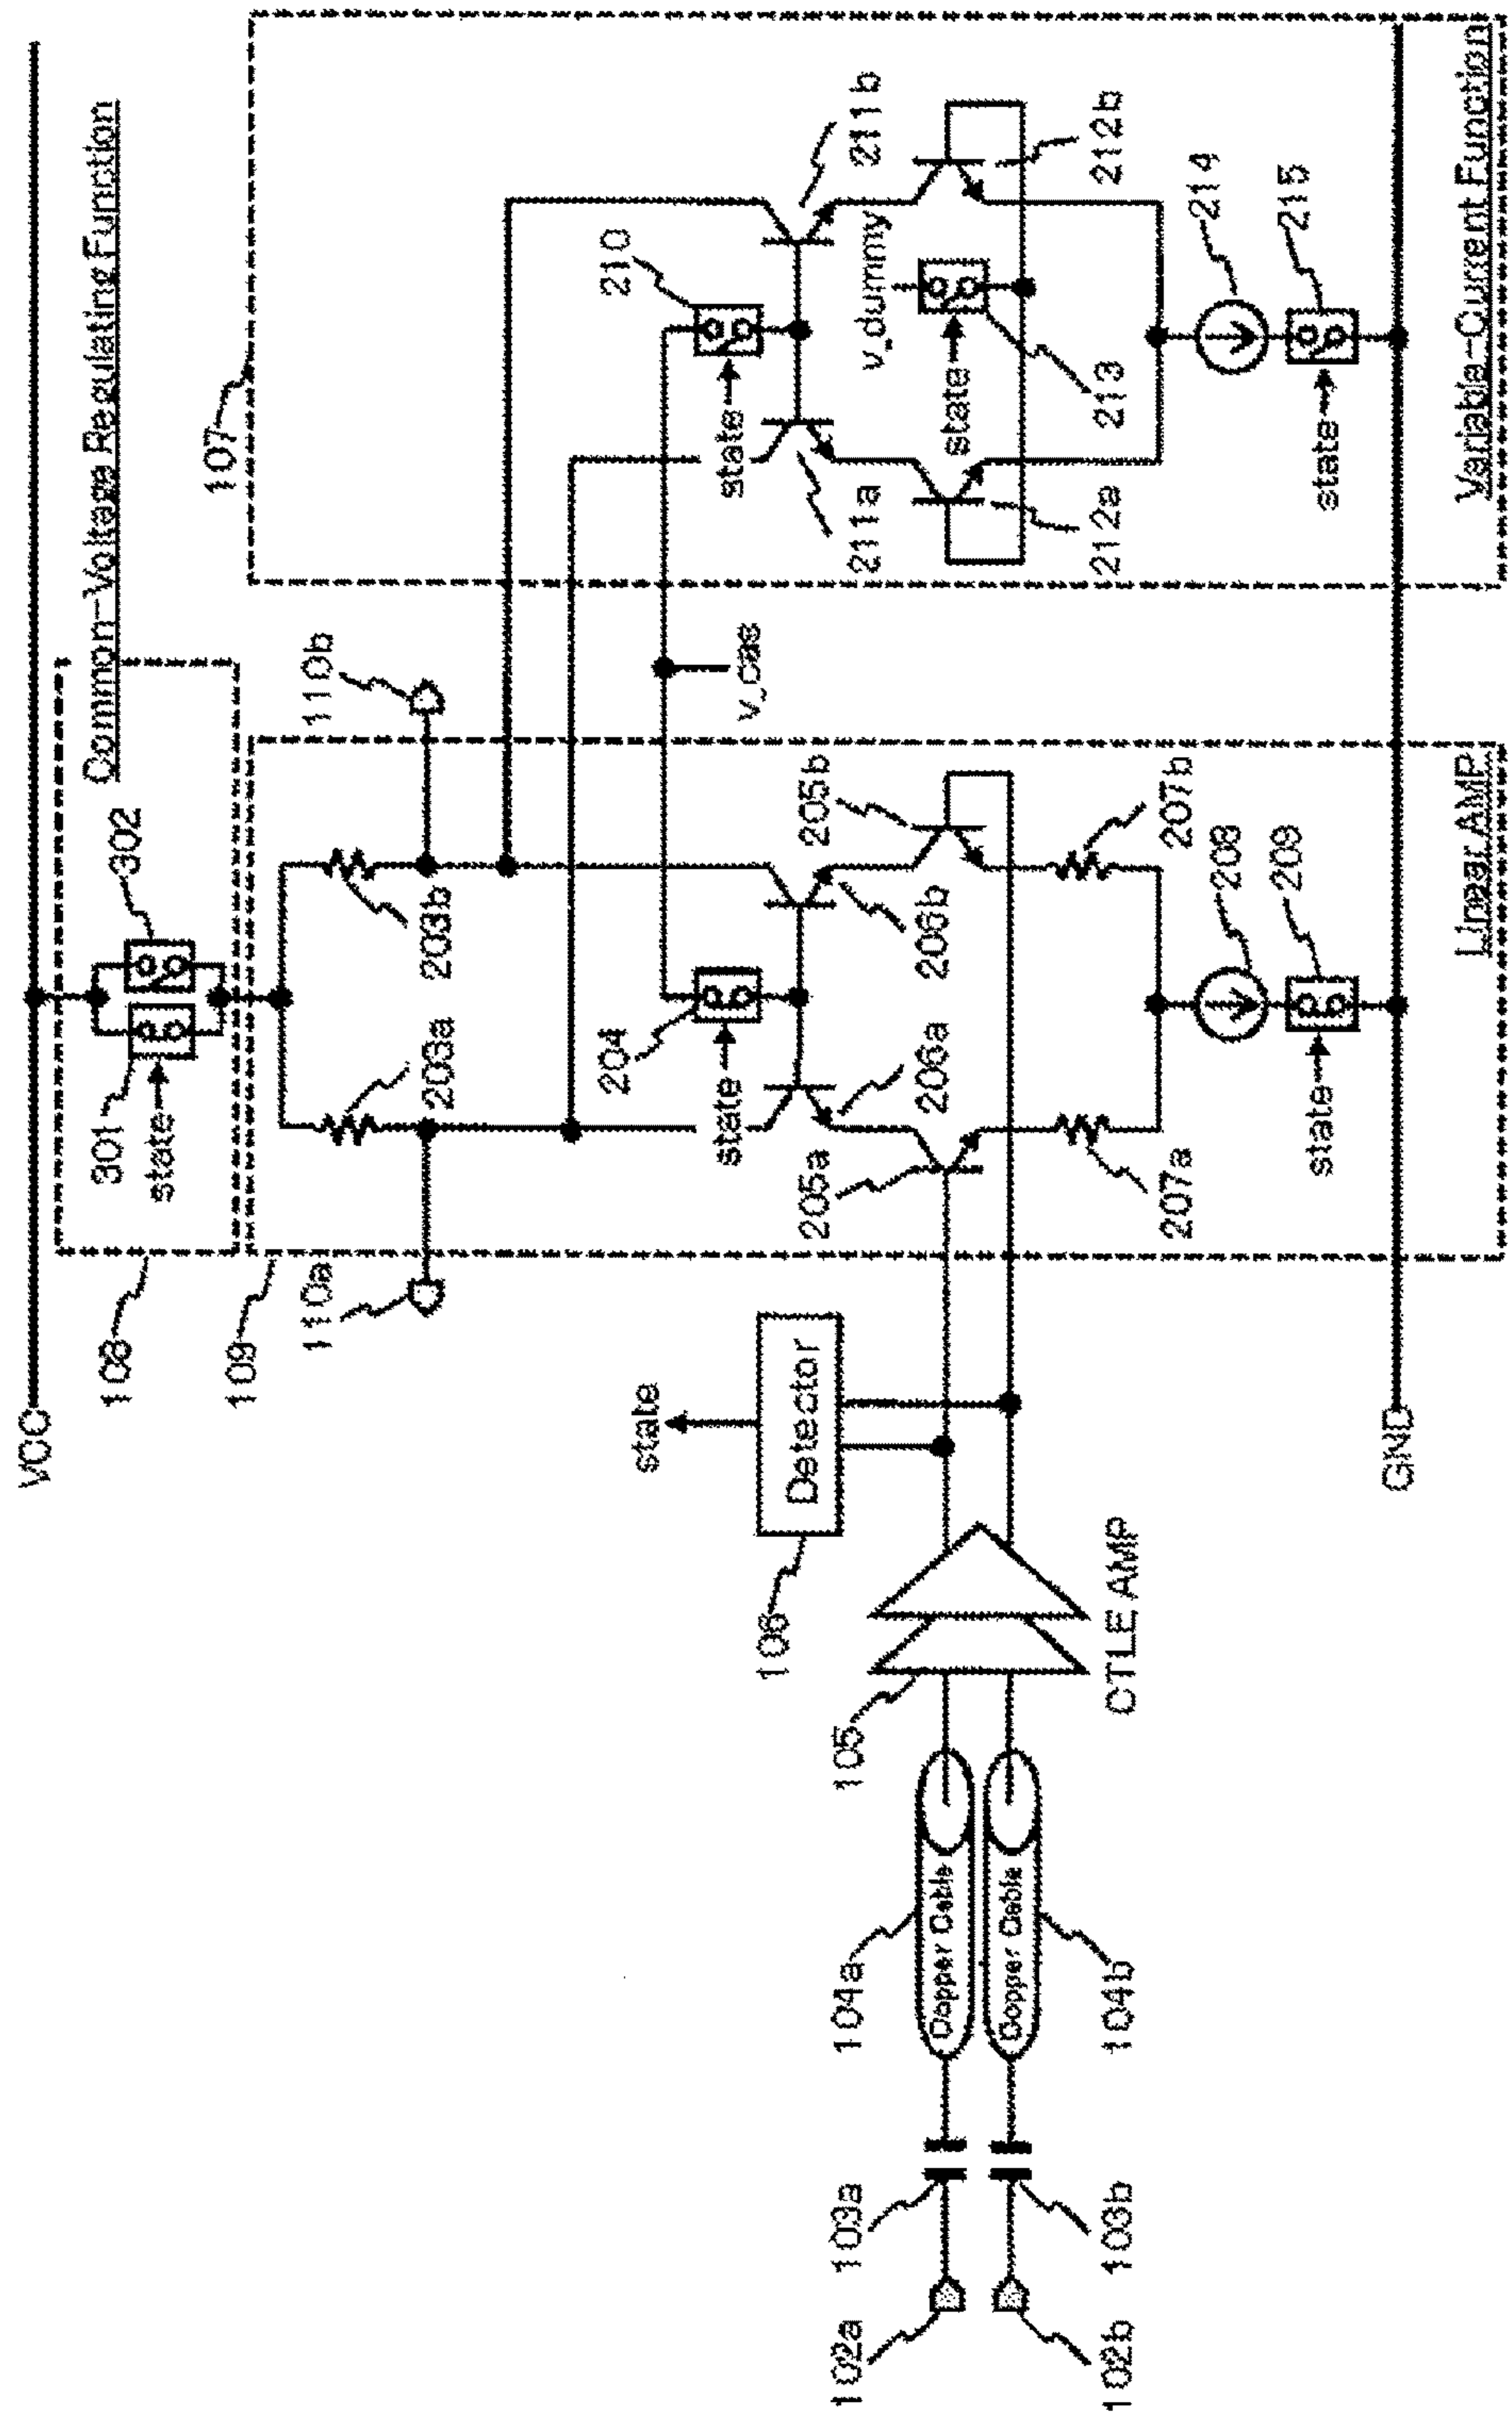 VCC
108
301
state
302
Common-Voltage Regulating Function
109
110a
203a
203b
110b
107
204
state
v_cas
210
state
205a
206a
206b
205b
211a
211b
v_dummy
state
213
212a
212b
207a
207b
208
209
state
214
215
state
Linear AMP
Variable-Current Function
GND
state
Detector
106
105
CTLE AMP
104a
Copper Cable
Copper Cable
104b
103a
103b
102a
102b